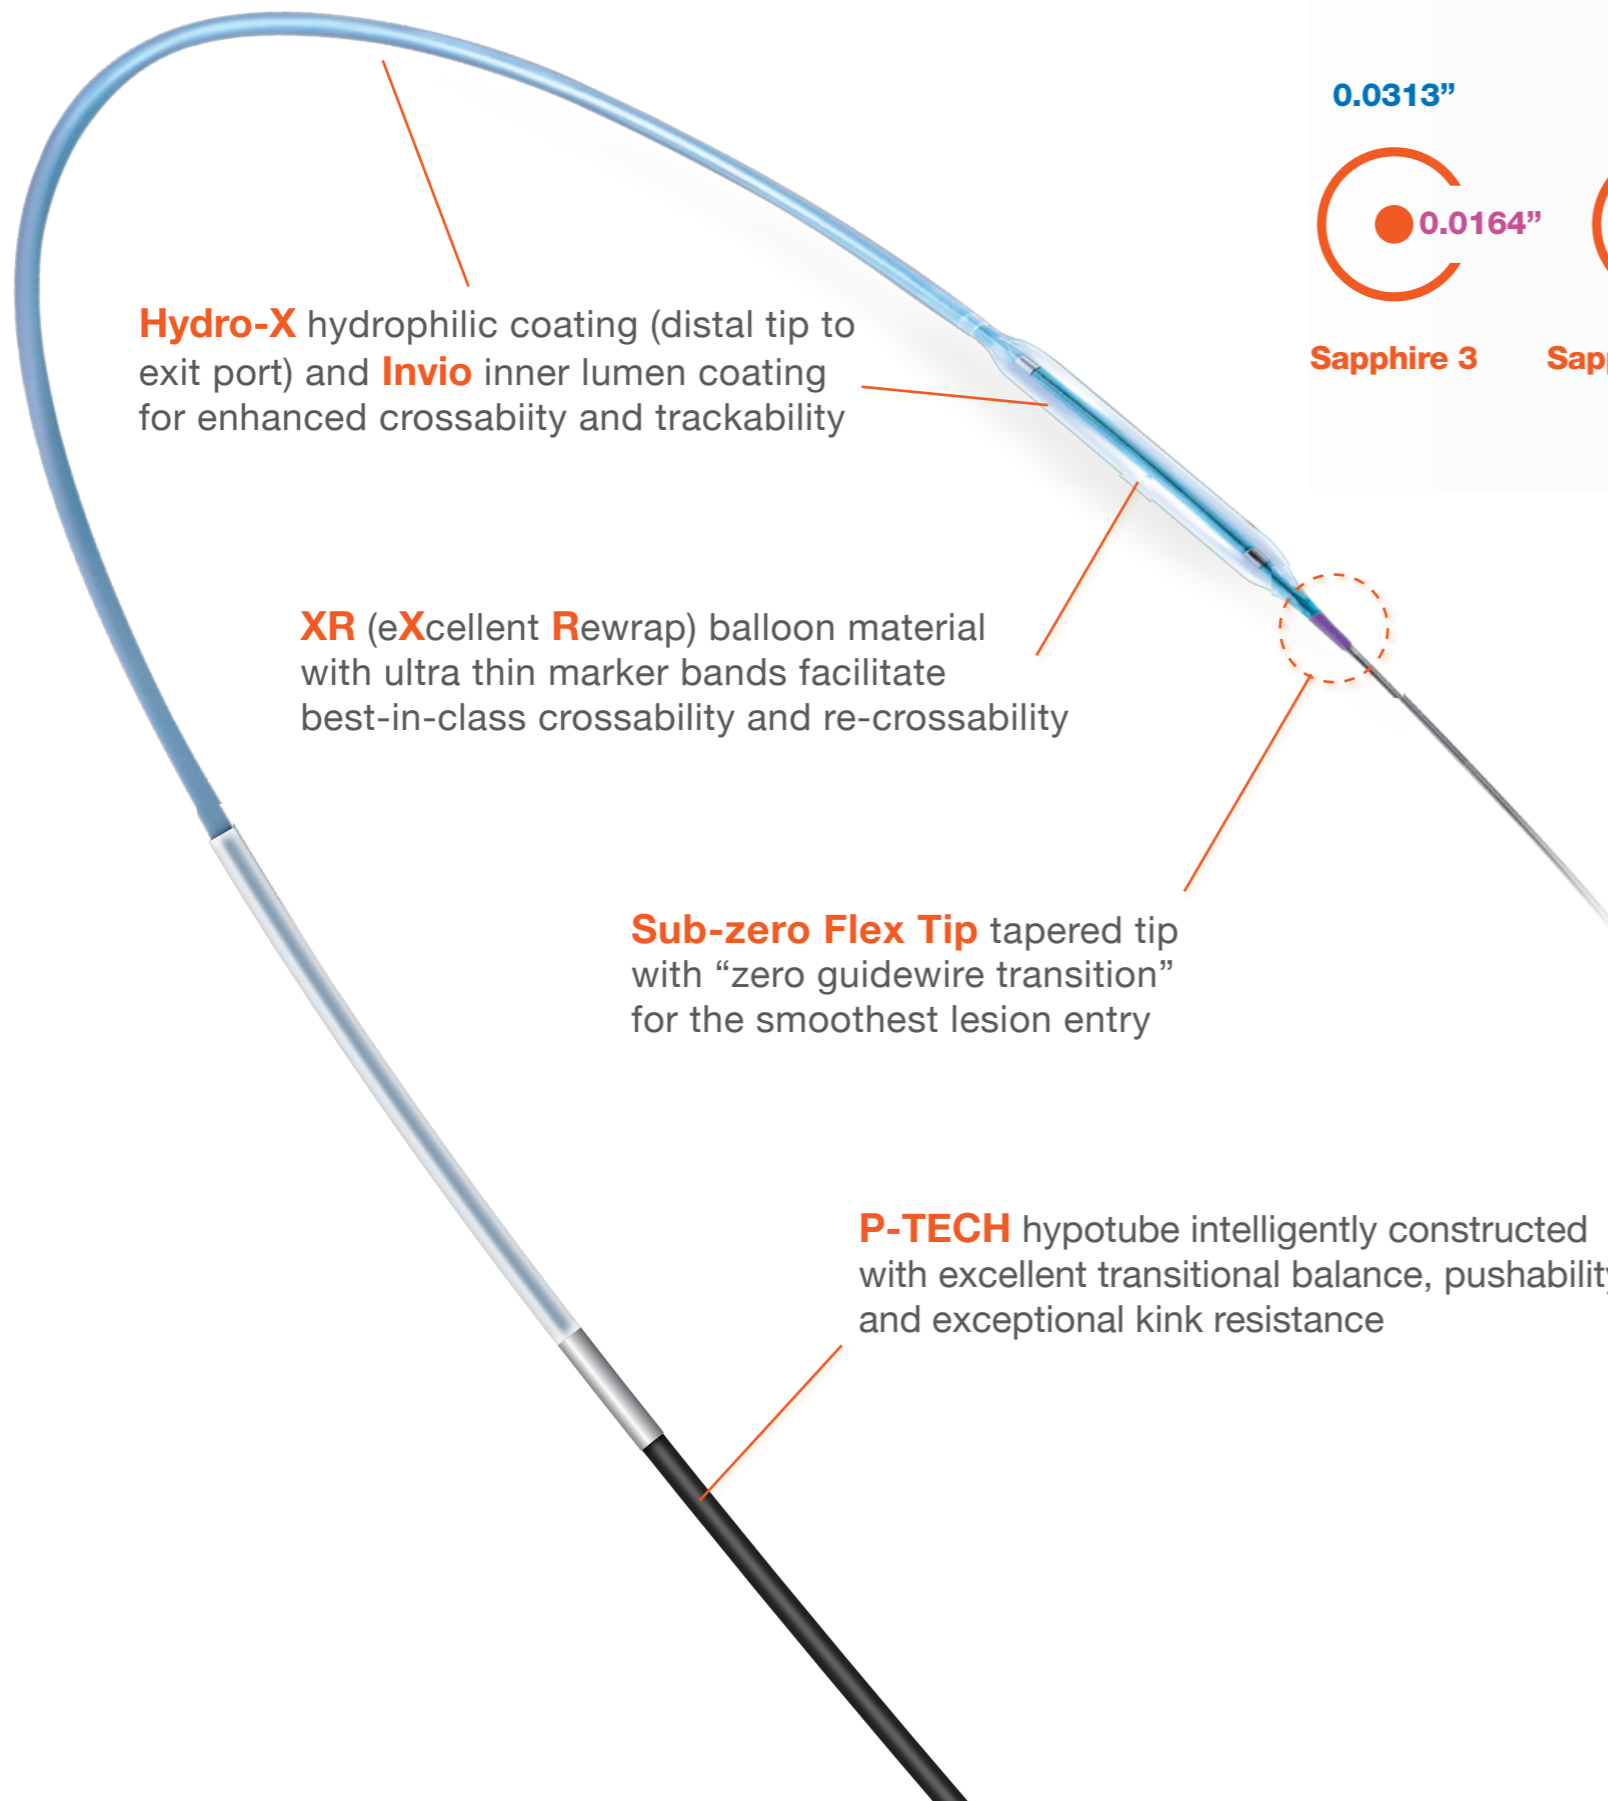 0.0313”
0.0164”
Sapphire 3
Hydro-X hydrophilic coating (distal tip to
exit port) and Invio inner lumen coating
for enhanced crossabiity and trackability
XR (eXcellent Rewrap) balloon material
with ultra thin marker bands facilitate
best-in-class crossability and re-crossability
Sub-zero Flex Tip tapered tip
with “zero guidewire transition”
for the smoothest lesion entry
P-TECH hypotube intelligently constructed
with excellent transitional balance, pushability
and exceptional kink resistance